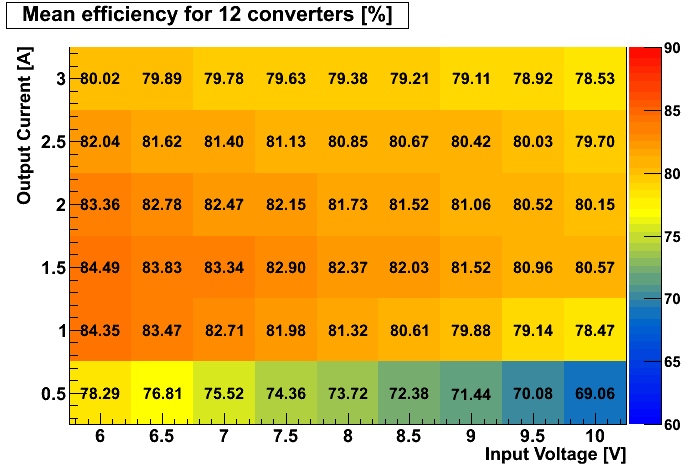 Mean efficiency for 12 converters [%]
Output Current [A]
3 80.02 79.89 79.78 79.63 79.38 79.21 79.11 78.92 78.53
2.5 82.04 81.62 81.40 81.13 80.85 80.67 80.42 80.03 79.70
2 83.36 82.78 82.47 82.15 81.73 81.52 81.06 80.52 80.15
1.5 84.49 83.83 83.34 82.90 82.37 82.03 81.52 80.96 80.57
1 84.35 83.47 82.71 81.98 81.32 80.61 79.88 79.14 78.47
0.5 78.29 76.81 75.52 74.36 73.72 72.38 71.44 70.08 69.06
6 6.5 7 7.5 8 8.5 9 9.5 10
Input Voltage [V]
90
85
80
75
70
65
60